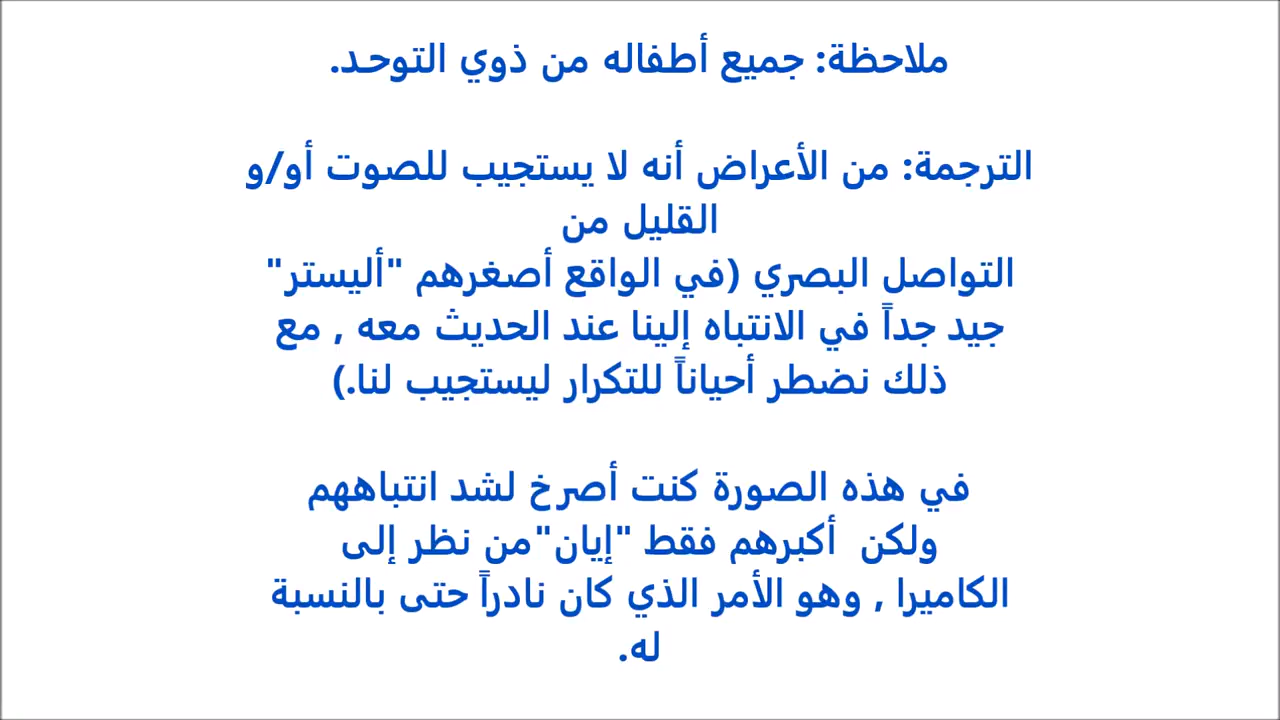 ملاحظة: جميع أطفاله من ذوي التوحد.
الترجمة: من الأعراض أنه لا يستجيب للصوت أو/و
القليل من
التواصل البصري (في الواقع أصغرهم "أليستر"
جيد جداً في الانتباه إلينا عند الحديث معه , مع
ذلك نضطر أحياناً للتكرار ليستجيب لنا.)
في هذه الصورة كنت أصرخ لشد انتباههم
ولكن أكبرهم فقط "إيان"من نظر إلى
الكاميرا , وهو الأمر الذي كان نادراً حتى بالنسبة
له.